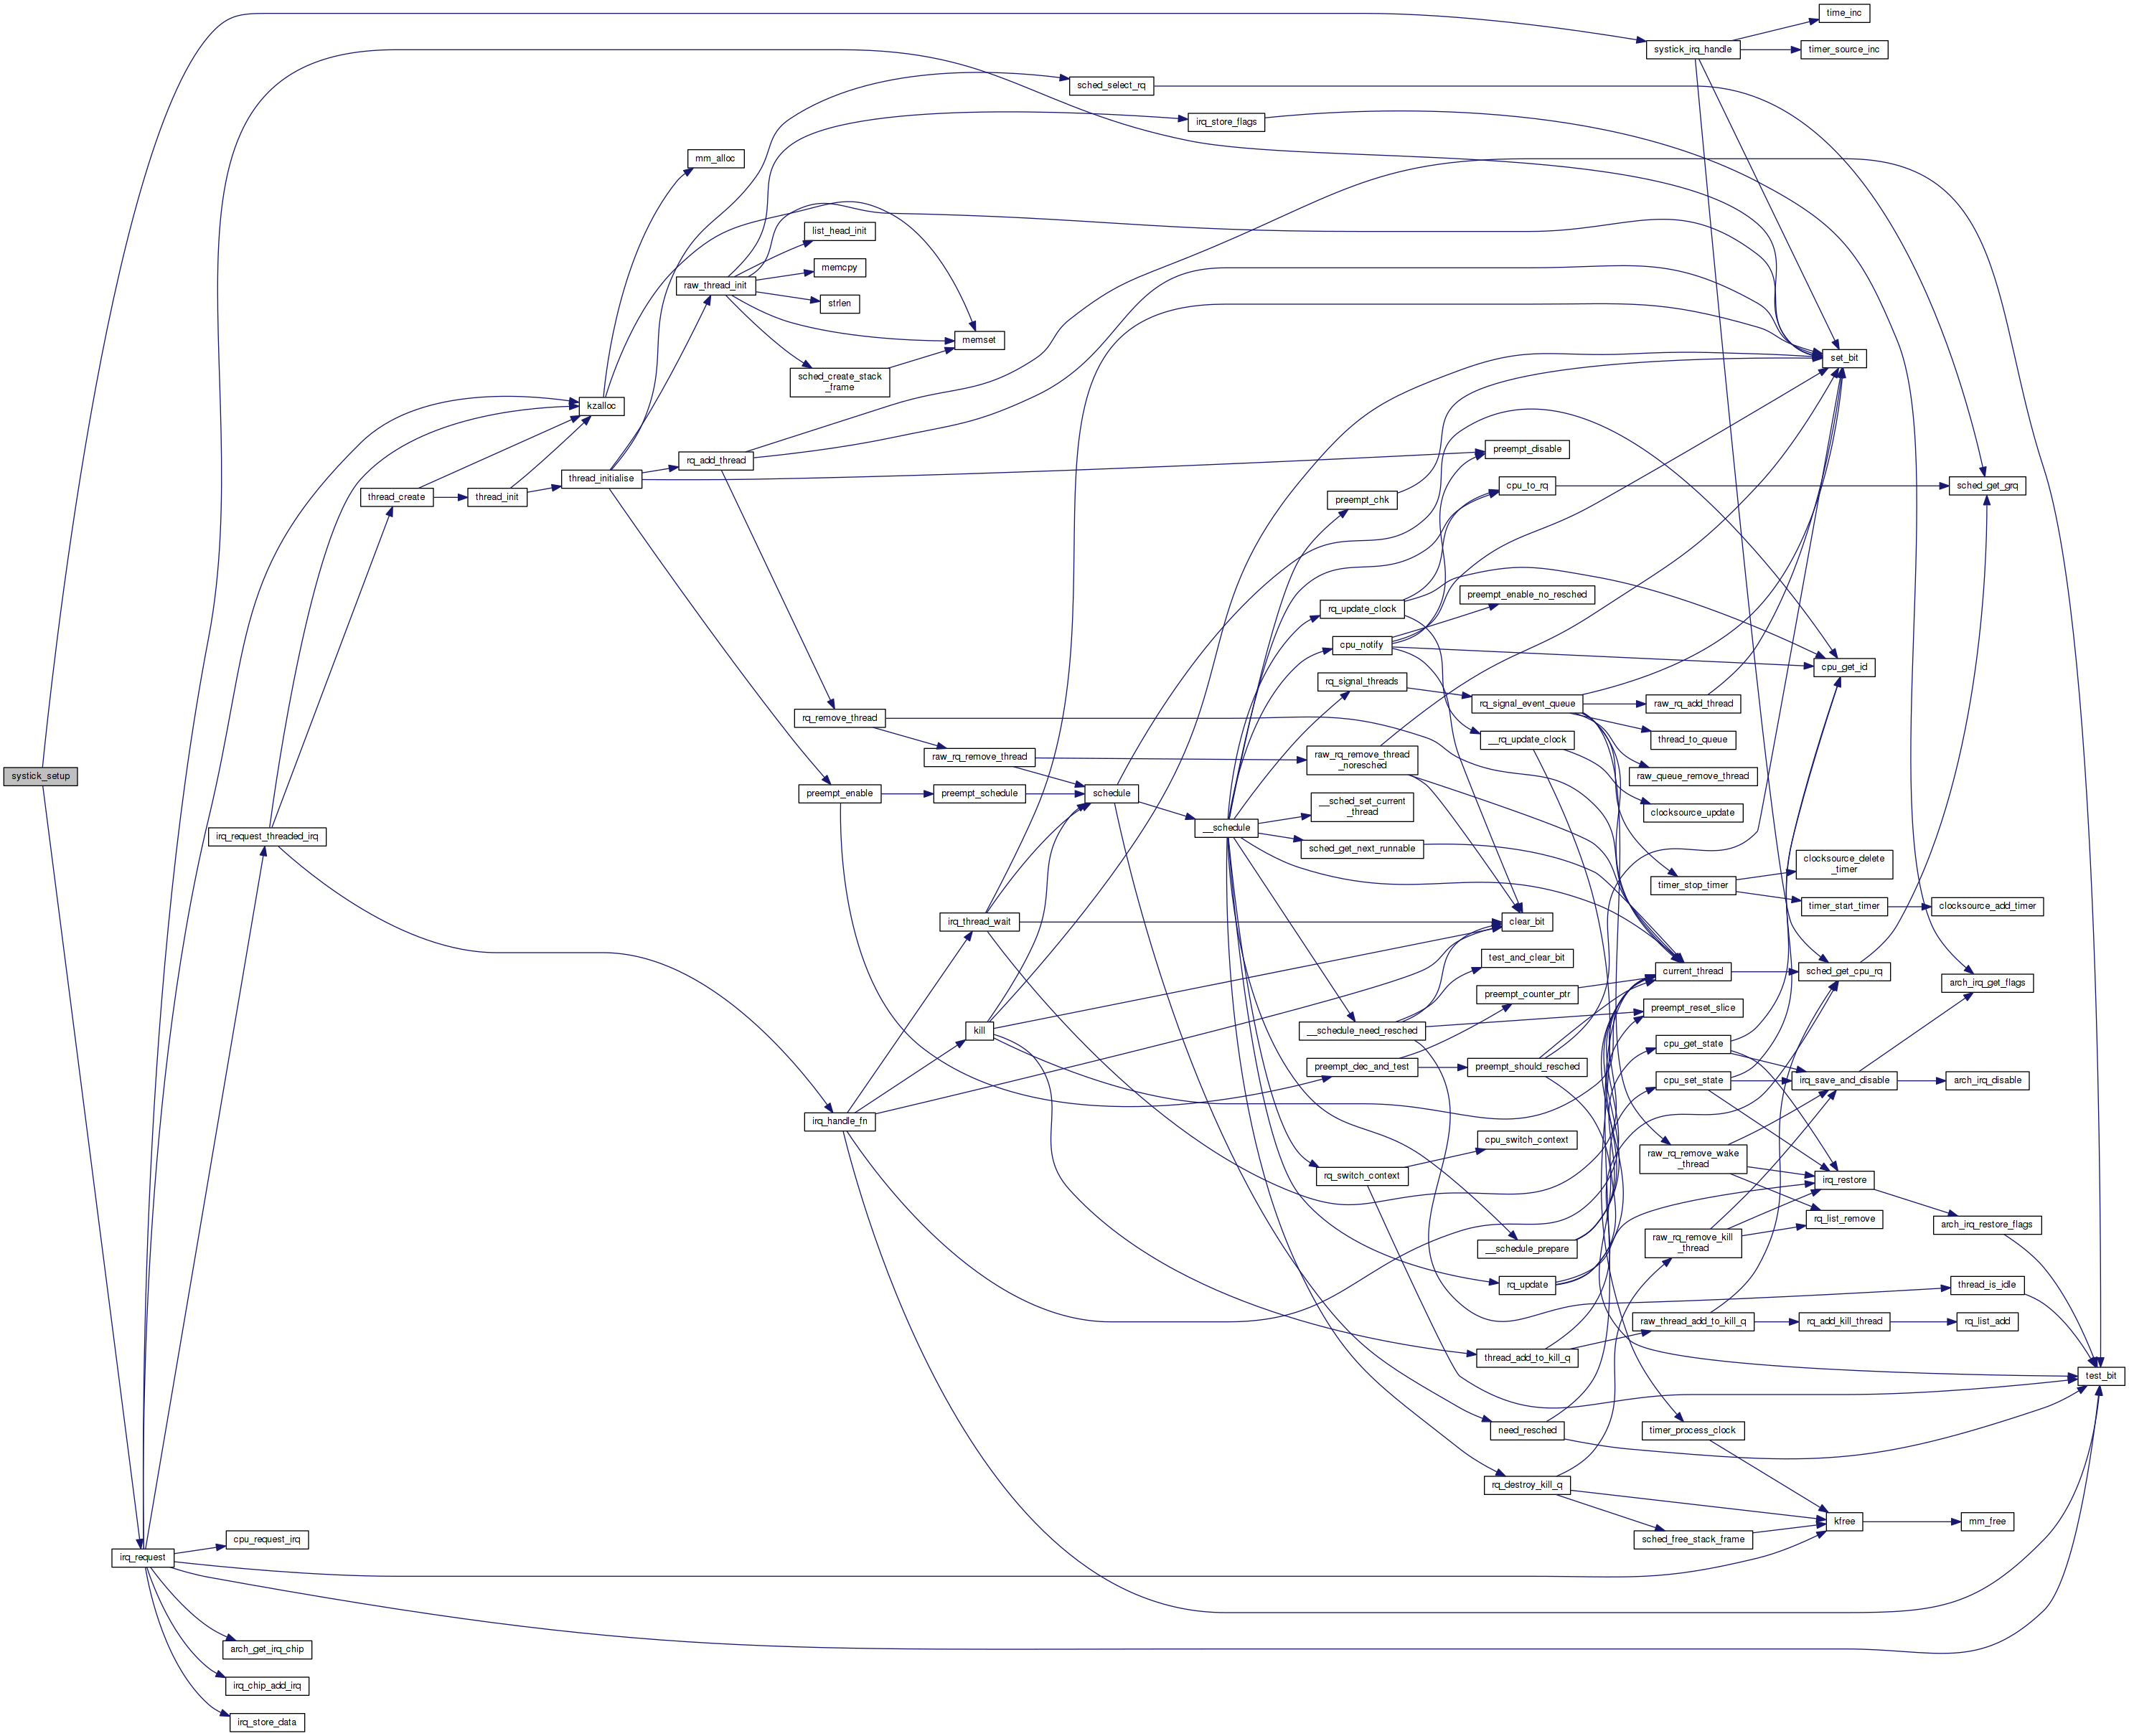 time_inc
systick_irq_handle
timer_source_inc
sched_select_rq
irq_store_flags
mm_alloc
list_head_init
memcpy
raw_thread_init
strlen
memset
set_bit
sched_create_stack
_frame
kzalloc
preempt_disable
rq_add_thread
thread_initialise
cpu_to_rq
sched_get_grq
thread_create
thread_init
preempt_chk
preempt_enable_no_resched
rq_update_clock
cpu_notify
cpu_get_id
rq_signal_threads
rq_signal_event_queue
raw_rq_add_thread
rq_remove_thread
__rq_update_clock
thread_to_queue
raw_rq_remove_thread
raw_rq_remove_thread
_noresched
raw_queue_remove_thread
systick_setup
preempt_enable
preempt_schedule
schedule
__sched_set_current
_thread
clocksource_update
__schedule
irq_request_threaded_irq
sched_get_next_runnable
clocksource_delete
_timer
timer_stop_timer
timer_start_timer
clocksource_add_timer
irq_thread_wait
clear_bit
test_and_clear_bit
current_thread
sched_get_cpu_rq
arch_irq_get_flags
preempt_counter_ptr
preempt_reset_slice
kill
__schedule_need_resched
cpu_get_state
preempt_dec_and_test
preempt_should_resched
cpu_set_state
irq_save_and_disable
arch_irq_disable
irq_handle_fn
cpu_switch_context
raw_rq_remove_wake
_thread
rq_switch_context
irq_restore
rq_list_remove
arch_irq_restore_flags
__schedule_prepare
raw_rq_remove_kill
_thread
rq_update
thread_is_idle
raw_thread_add_to_kill_q
rq_add_kill_thread
rq_list_add
thread_add_to_kill_q
test_bit
need_resched
timer_process_clock
rq_destroy_kill_q
kfree
mm_free
cpu_request_irq
sched_free_stack_frame
irq_request
arch_get_irq_chip
irq_chip_add_irq
irq_store_data